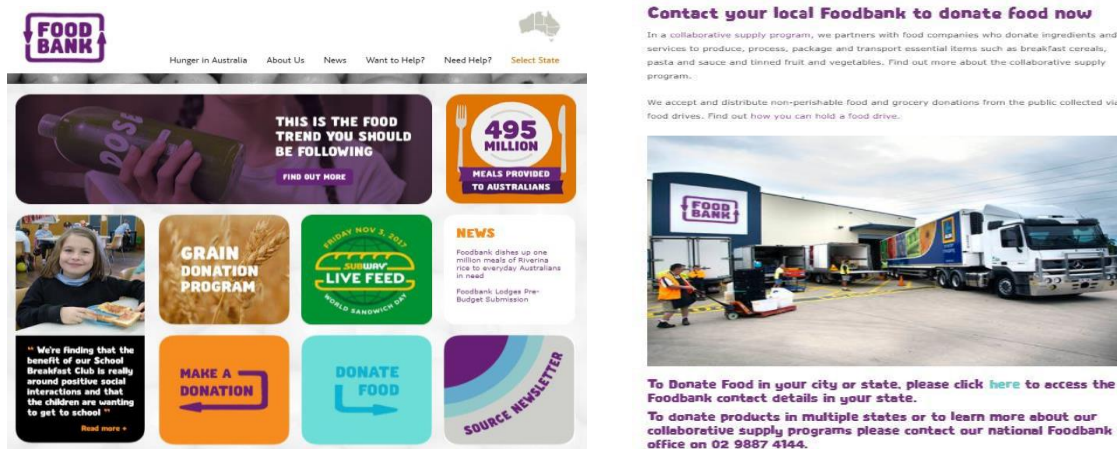 FOOD
BANK
Hunger in Australia About Us News Want to Help? Need Help? Select State
THIS IS THE FOOD
TREND YOU SHOULD
BE FOLLOWING
FIND OUT MORE
495
MILLION
MEALS PROVIDED
TO AUSTRALIANS
GRAIN
DONATION
PROGRAM
FRIDAY NOV 3, 2017
SUBWAY
LIVE FEED
WORLD SANDWICH DAY
NEWS
Foodbank dishes up one
million meals of Riverina
rice to everyday Australians
in need
Foodbank Lodges Pre-
Budget Submission
“ We're finding that the
benefit of our School
Breakfast Club is really
around positive social
interactions and that
the children are wanting
to get to school ”
Read more +
MAKE A
DONATION
DONATE
FOOD
SOURCE NEWSLETTER
Contact your local Foodbank to donate food now
In a collaborative supply program, we partners with food companies who donate ingredients and
services to produce, process, package and transport essential items such as breakfast cereals,
pasta and sauce and tinned fruit and vegetables. Find out more about the collaborative supply
program.
We accept and distribute non-perishable food and grocery donations from the public collected via
food drives. Find out how you can hold a food drive.
FOOD
BANK
To Donate Food in your city or state, please click here to access the
Foodbank contact details in your state.
To donate products in multiple states or to learn more about our
collaborative supply programs please contact our national Foodbank
office on 02 9887 4144.